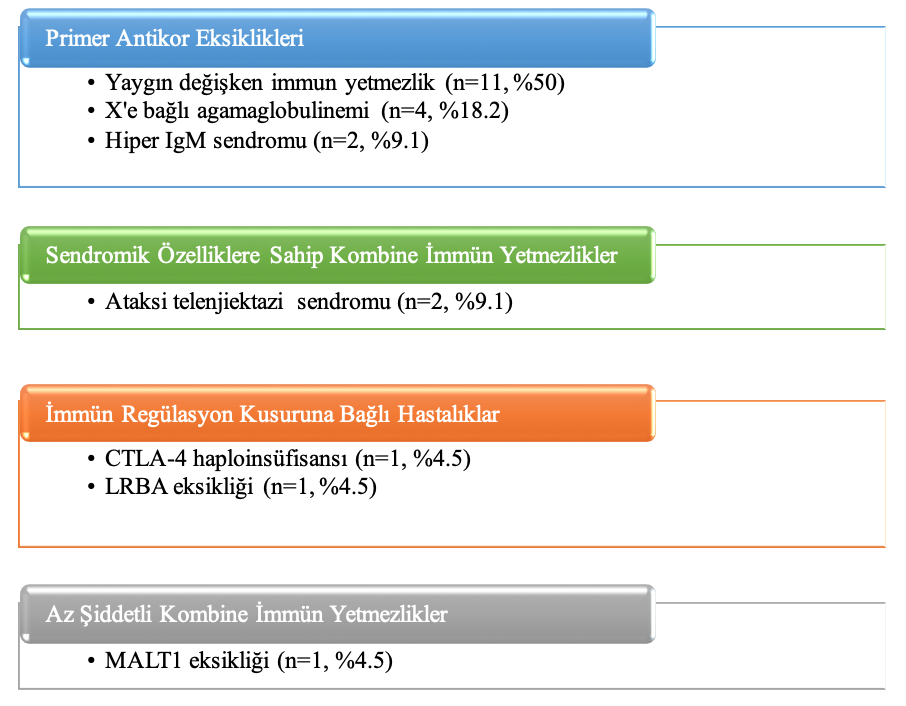 Primer Antikor Eksiklikleri
• Yaygın değişken immun yetmezlik (n=11, %50)
• X'e bağlı agamaglobulinemi (n=4, %18.2)
• Hiper IgM sendromu (n=2, %9.1)
Sendromik Özelliklere Sahip Kombine İmmün Yetmezlikler
• Ataksi telenjiektazi sendromu (n=2, %9.1)
İmmün Regülasyon Kusuruna Bağlı Hastalıklar
• CTLA-4 haploinsüfisansı (n=1, %4.5)
• LRBA eksikliği (n=1, %4.5)
Az Şiddetli Kombine İmmün Yetmezlikler
• MALT1 eksikliği (n=1, %4.5)